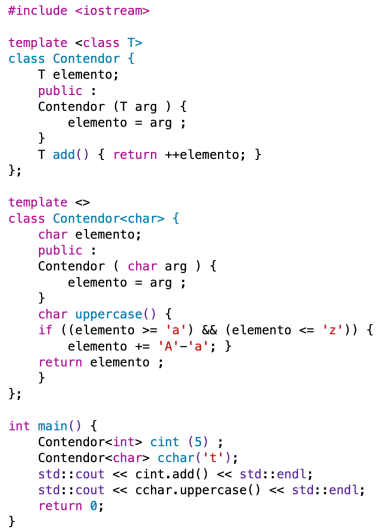 #include <iostream>

template <class T>
class Contendor {
    T elemento;
    public :
    Contendor (T arg ) {
        elemento = arg ;
    }
    T add() { return ++elemento; }
};

template <>
class Contendor<char> {
    char elemento;
    public :
    Contendor ( char arg ) {
        elemento = arg ;
    }
    char uppercase() {
    if ((elemento >= 'a') && (elemento <= 'z')) {
        elemento += 'A'-'a'; }
    return elemento ;
    }
};

int main() {
    Contendor<int> cint (5) ;
    Contendor<char> cchar('t');
    std::cout << cint.add() << std::endl;
    std::cout << cchar.uppercase() << std::endl;
    return 0;
}